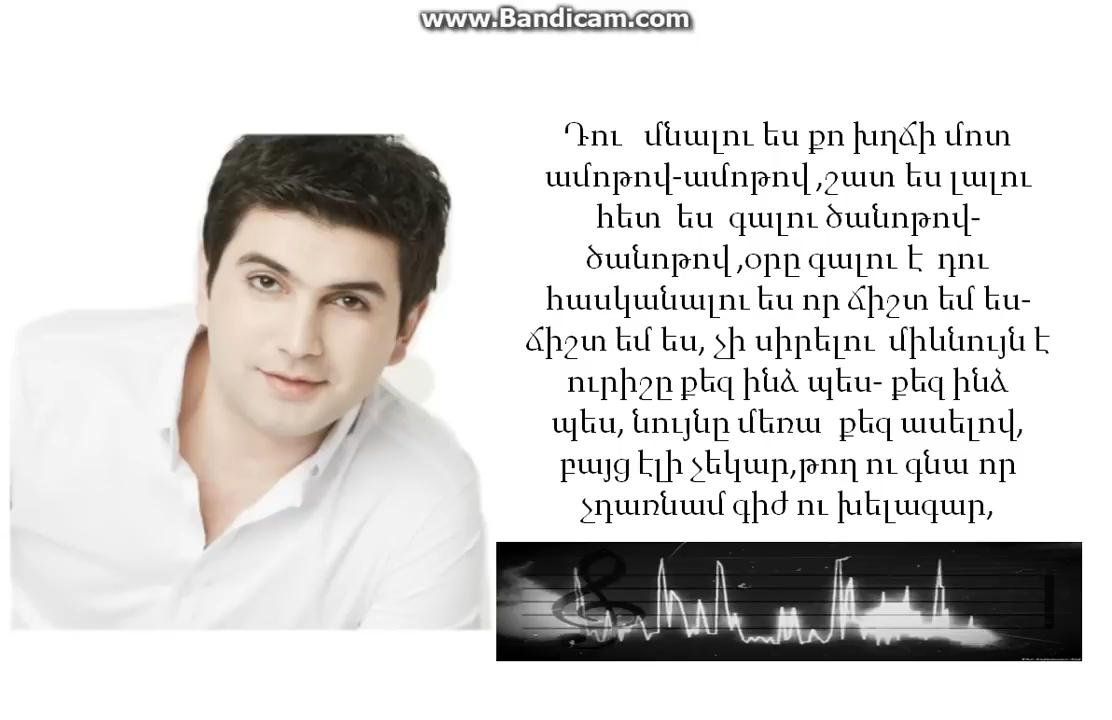 www.Bandicam.com
Դու մնալու ես քո խղճի մոտ
ամոթով-ամոթով ,շատ ես լալու
հետ ես գալու ծանոթով-
ծանոթով ,օրը գալու է դու
հասկանալու ես որ ճիշտ եմ ես-
ճիշտ եմ ես, չի սիրելու միևնույն է
ուրիշը քեզ ինձ պես- քեզ ինձ
պես, նույնը մեռա քեզ ասելով,
բայց էլի չեկար,թող ու գնա որ
չդառնամ գիժ ու խելագար,